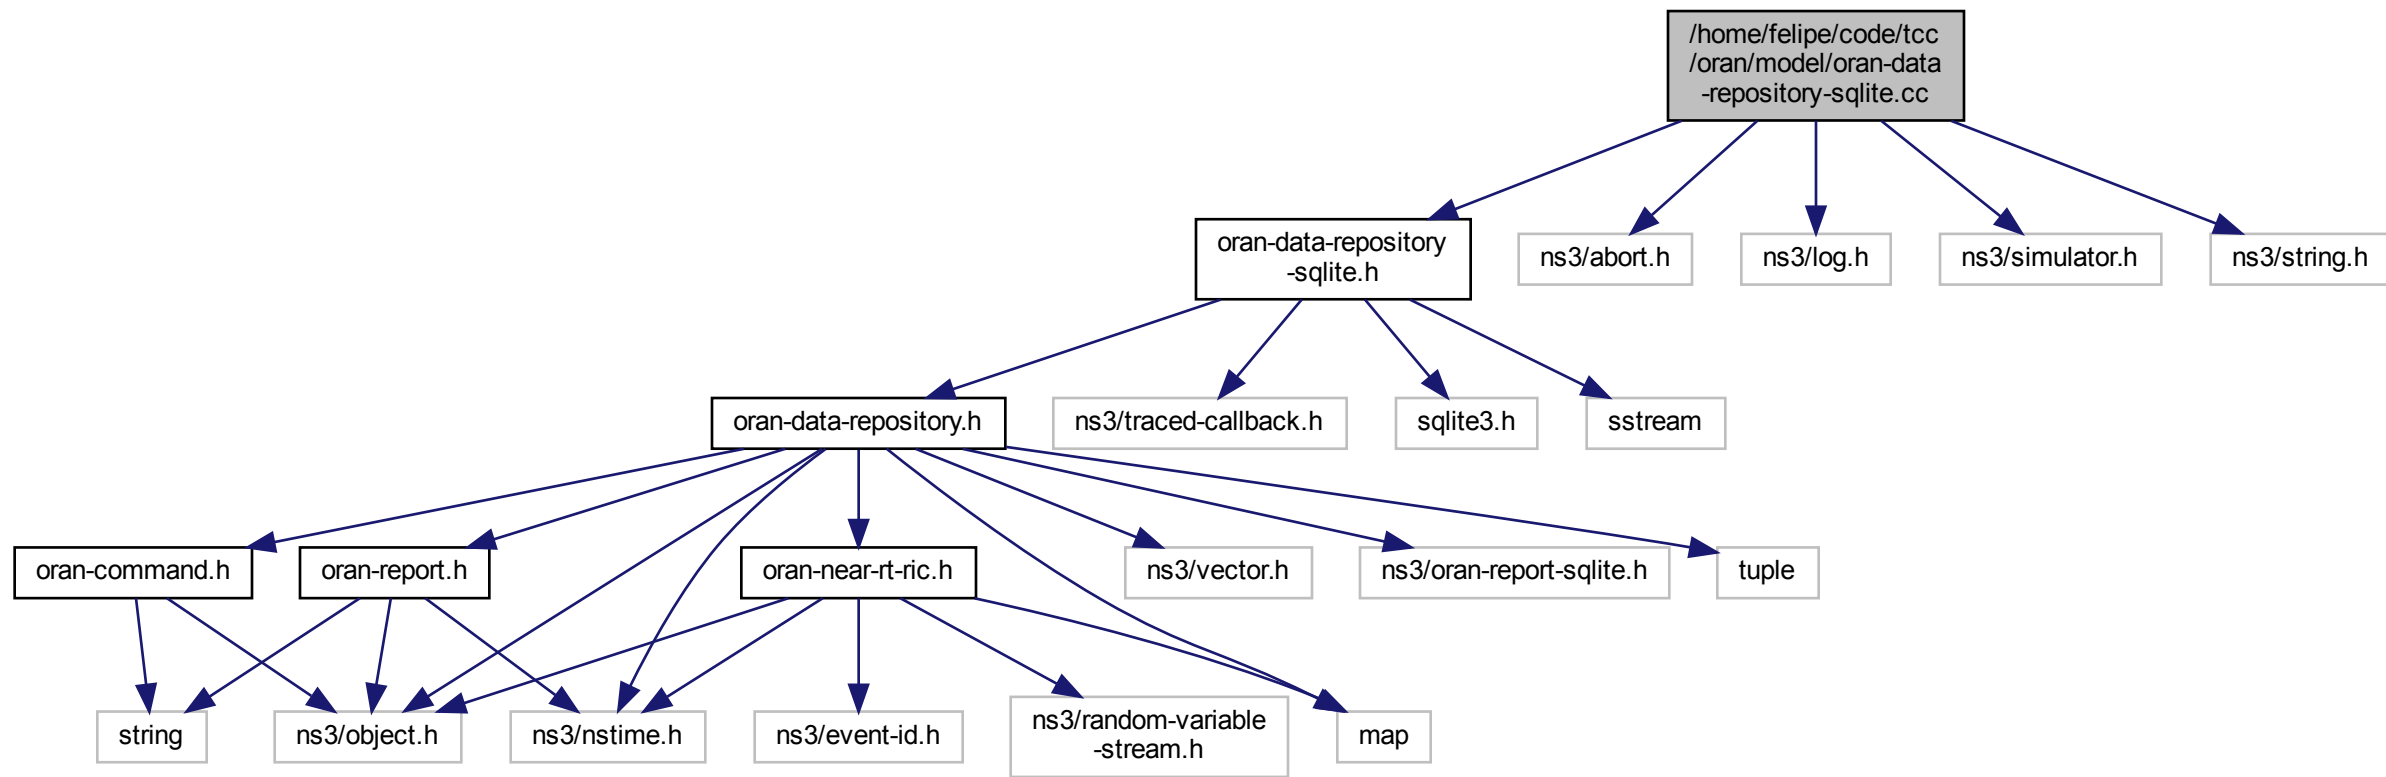 /home/felipe/code/tcc
/oran/model/oran-data
-repository-sqlite.cc
oran-data-repository
-sqlite.h
ns3/abort.h
ns3/log.h
ns3/simulator.h
ns3/string.h
oran-data-repository.h
ns3/traced-callback.h
sqlite3.h
sstream
oran-command.h
oran-report.h
oran-near-rt-ric.h
ns3/vector.h
ns3/oran-report-sqlite.h
tuple
string
ns3/object.h
ns3/nstime.h
ns3/event-id.h
ns3/random-variable
-stream.h
map